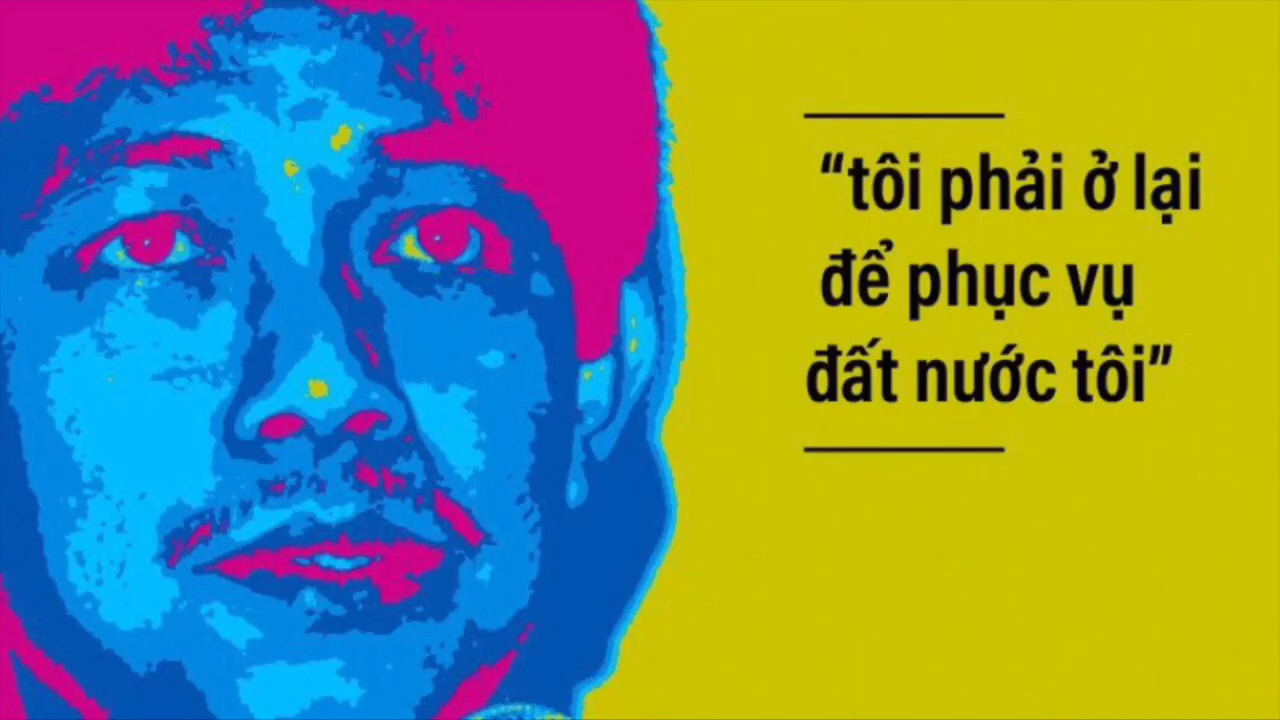 “tôi phải ở lại
để phục vụ
đất nước tôi”